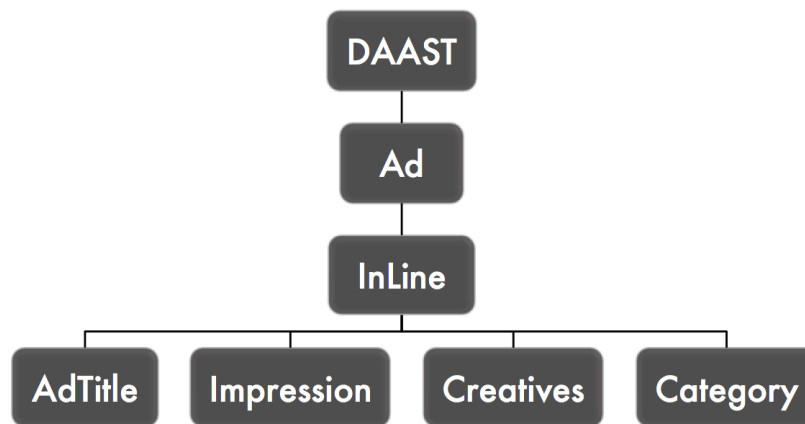 DAAST
Ad
InLine
AdTitle
Impression
Creatives
Category